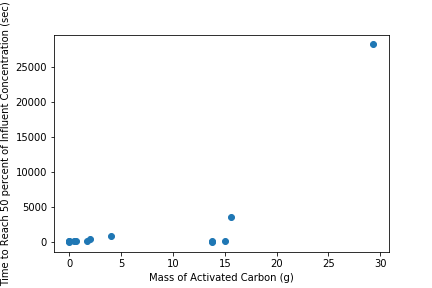 Time to Reach 50 percent of Influent Concentration (sec)
25000
20000
15000
10000
5000
0
0 5 10 15 20 25 30
Mass of Activated Carbon (g)